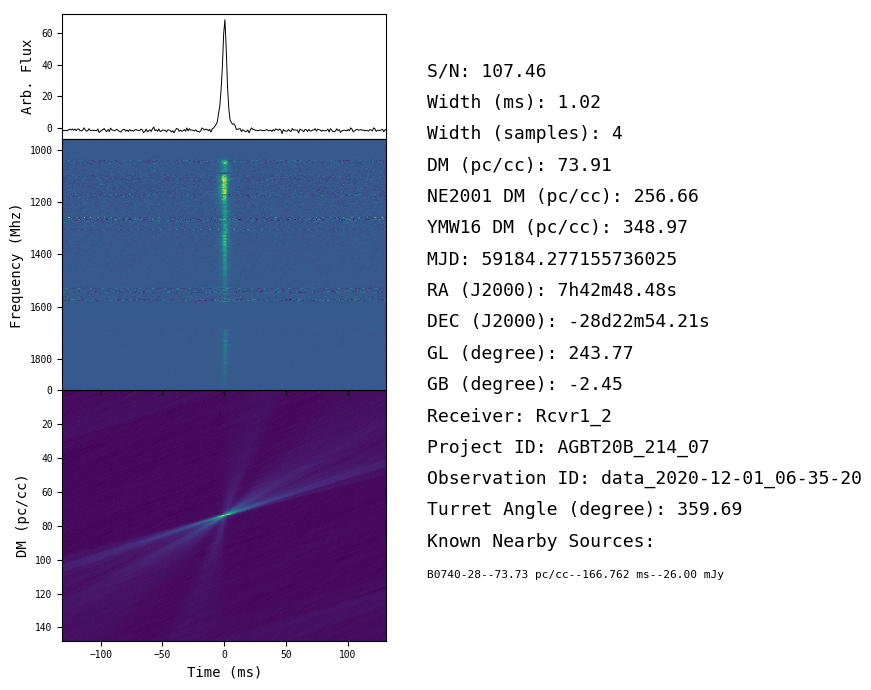 60
40
20
0
Arb. Flux
1000
1200
1400
1600
1800
Frequency (Mhz)
0
20
40
60
80
100
120
140
DM (pc/cc)
−100
−50
0
50
100
Time (ms)
S/N: 107.46
Width (ms): 1.02
Width (samples): 4
DM (pc/cc): 73.91
NE2001 DM (pc/cc): 256.66
YMW16 DM (pc/cc): 348.97
MJD: 59184.277155736025
RA (J2000): 7h42m48.48s
DEC (J2000): -28d22m54.21s
GL (degree): 243.77
GB (degree): -2.45
Receiver: Rcvr1_2
Project ID: AGBT20B_214_07
Observation ID: data_2020-12-01_06-35-20
Turret Angle (degree): 359.69
Known Nearby Sources:
B0740-28--73.73 pc/cc--166.762 ms--26.00 mJy